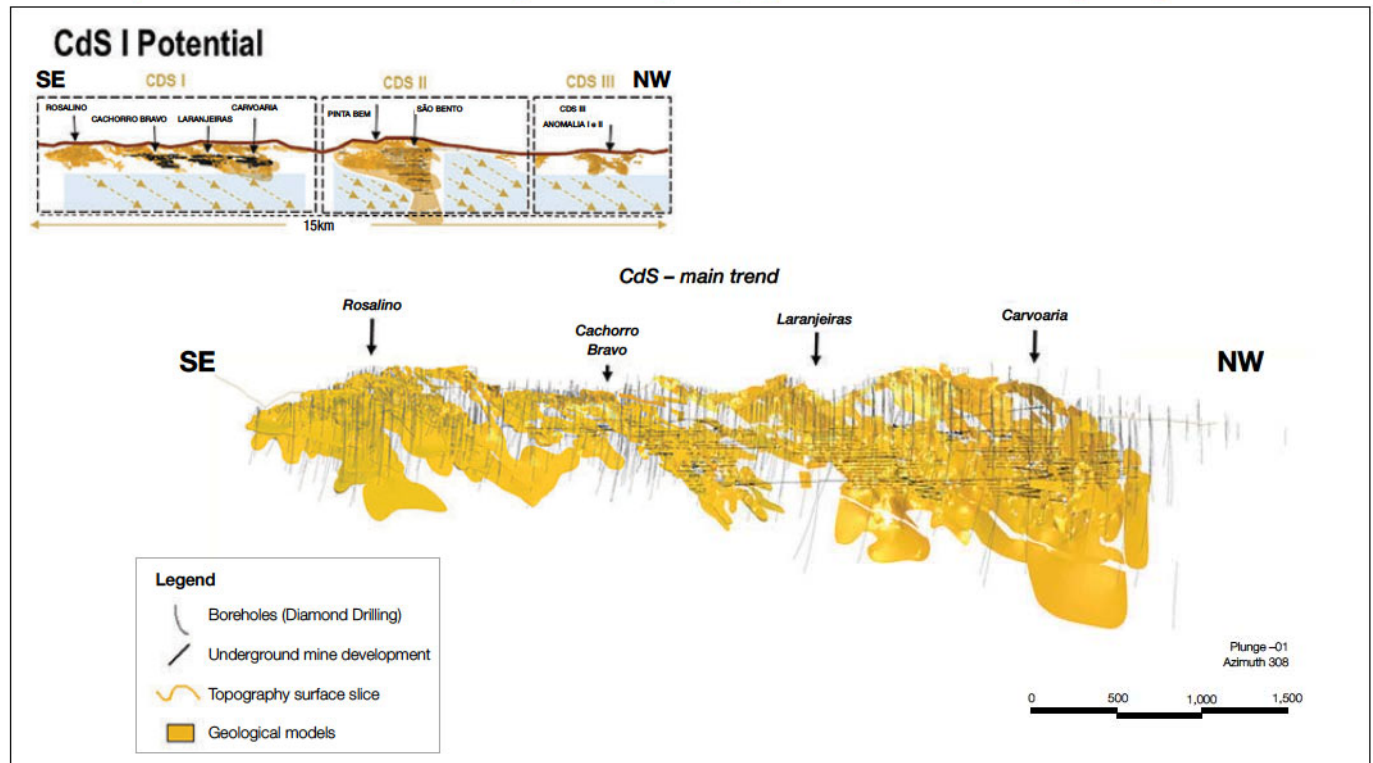 CdS I Potential
SE
CDS I
CDS II
CDS III
NW
ROSALINO
CACHORRO BRAVO
LARANJEIRAS
CARVOARIA
PINTA BEM
SÃO BENTO
CDS III
ANOMALIA I e II
15km
CdS – main trend
Rosalino
Cachorro
Bravo
Laranjeiras
Carvoaria
SE
NW
Legend
Boreholes (Diamond Drilling)
Underground mine development
Topography surface slice
Geological models
Plunge –01
Azimuth 308
0 500 1,000 1,500